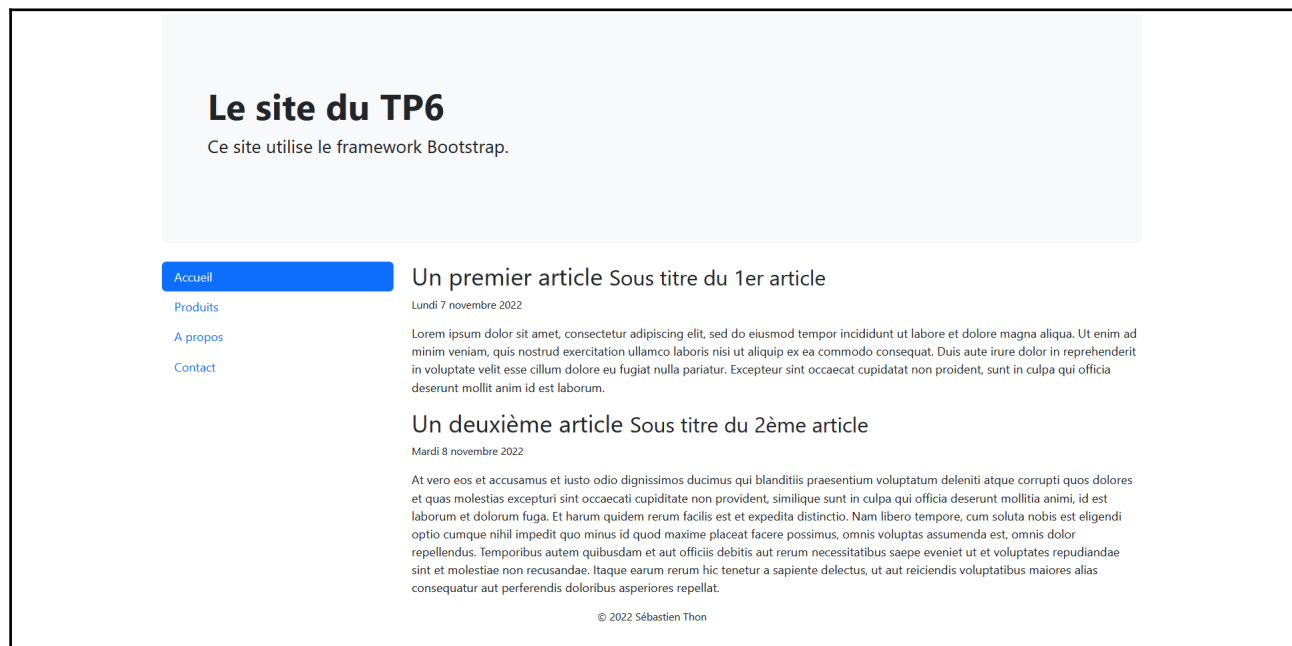 Le site du TP6
Ce site utilise le framework Bootstrap.
Accueil
Produits
A propos
Contact
Un premier article Sous titre du 1er article
Lundi 7 novembre 2022
Lorem ipsum dolor sit amet, consectetur adipiscing elit, sed do eiusmod tempor incididunt ut labore et dolore magna aliqua. Ut enim ad
minim veniam, quis nostrud exercitation ullamco laboris nisi ut aliquip ex ea commodo consequat. Duis aute irure dolor in reprehenderit
in voluptate velit esse cillum dolore eu fugiat nulla pariatur. Excepteur sint occaecat cupidatat non proident, sunt in culpa qui officia
deserunt mollit anim id est laborum.
Un deuxième article Sous titre du 2ème article
Mardi 8 novembre 2022
At vero eos et accusamus et iusto odio dignissimos ducimus qui blanditiis praesentium voluptatum deleniti atque corrupti quos dolores
et quas molestias excepturi sint occaecati cupiditate non provident, similique sunt in culpa qui officia deserunt mollitia animi, id est
laborum et dolorum fuga. Et harum quidem rerum facilis est et expedita distinctio. Nam libero tempore, cum soluta nobis est eligendi
optio cumque nihil impedit quo minus id quod maxime placeat facere possimus, omnis voluptas assumenda est, omnis dolor
repellendus. Temporibus autem quibusdam et aut officiis debitis aut rerum necessitatibus saepe eveniet ut et voluptates repudiandae
sint et molestiae non recusandae. Itaque earum rerum hic tenetur a sapiente delectus, ut aut reiciendis voluptatibus maiores alias
consequatur aut perferendis doloribus asperiores repellat.
© 2022 Sébastien Thon